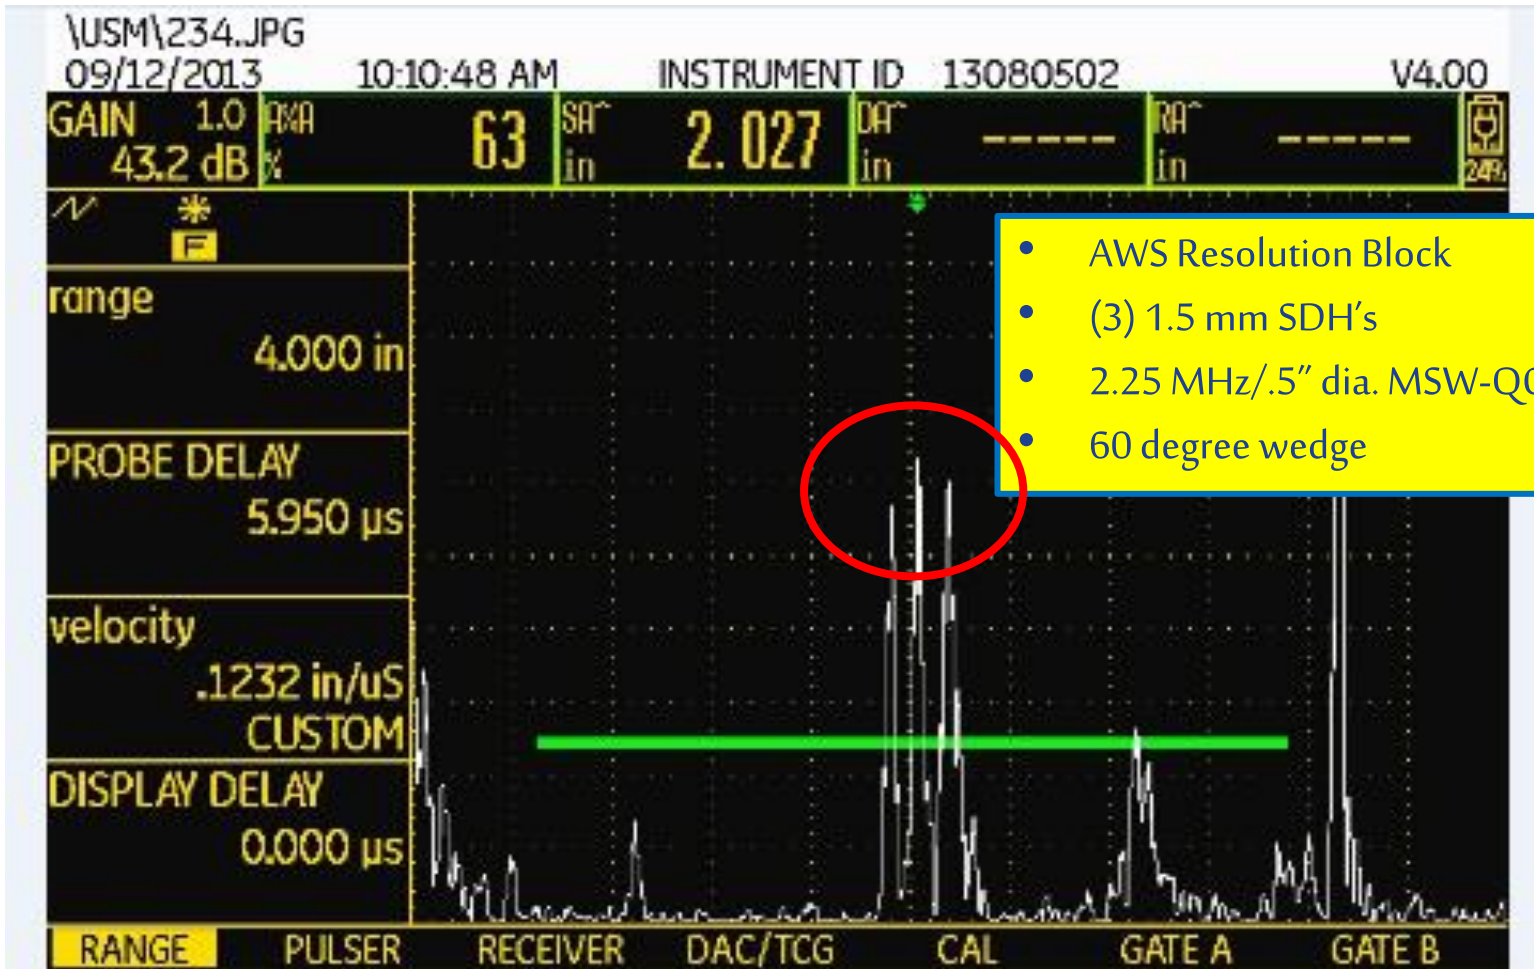 \USM\234.JPG
09/12/2013 10:10:48 AM INSTRUMENT ID 13080502 V4.00
GAIN 1.0
43.2 dB
A%A
%
63
SA^
in
2.027
DA^
in
-----
RA^
in
-----
24%
F
range
4.000 in
PROBE DELAY
5.950 µs
velocity
.1232 in/uS
CUSTOM
DISPLAY DELAY
0.000 µs
• AWS Resolution Block
• (3) 1.5 mm SDH's
• 2.25 MHz/.5" dia. MSW-Q
• 60 degree wedge
RANGE PULSER RECEIVER DAC/TCG CAL GATE A GATE B